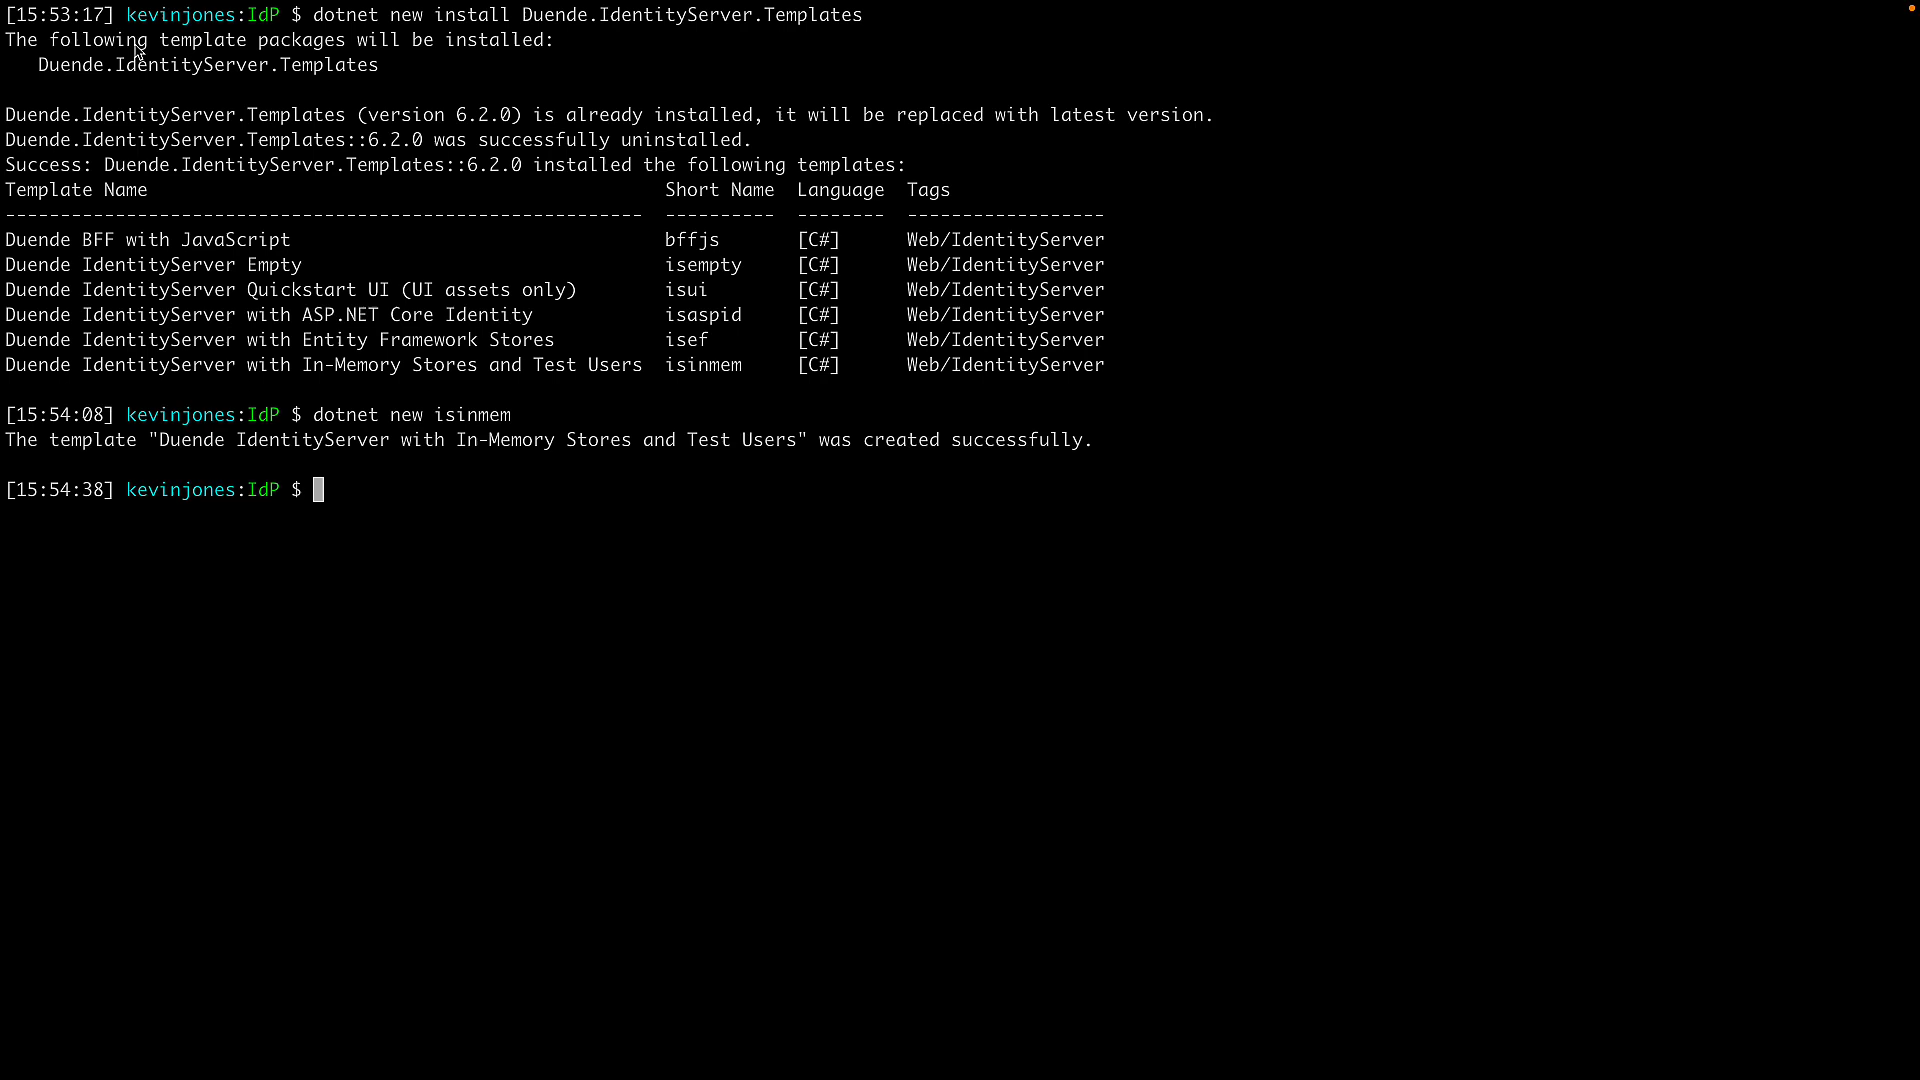 [15:53:17] kevinjones:IdP $ dotnet new install Duende.IdentityServer.Templates
The following template packages will be installed:
   Duende.IdentityServer.Templates

Duende.IdentityServer.Templates (version 6.2.0) is already installed, it will be replaced with latest version.
Duende.IdentityServer.Templates::6.2.0 was successfully uninstalled.
Success: Duende.IdentityServer.Templates::6.2.0 installed the following templates:
Template Name                                               Short Name  Language  Tags
----------------------------------------------------------  ----------  --------  ------------------
Duende BFF with JavaScript                                  bffjs       [C#]      Web/IdentityServer
Duende IdentityServer Empty                                 isempty     [C#]      Web/IdentityServer
Duende IdentityServer Quickstart UI (UI assets only)        isui        [C#]      Web/IdentityServer
Duende IdentityServer with ASP.NET Core Identity            isaspid     [C#]      Web/IdentityServer
Duende IdentityServer with Entity Framework Stores          isef        [C#]      Web/IdentityServer
Duende IdentityServer with In-Memory Stores and Test Users  isinmem     [C#]      Web/IdentityServer

[15:54:08] kevinjones:IdP $ dotnet new isinmem
The template "Duende IdentityServer with In-Memory Stores and Test Users" was created successfully.

[15:54:38] kevinjones:IdP $